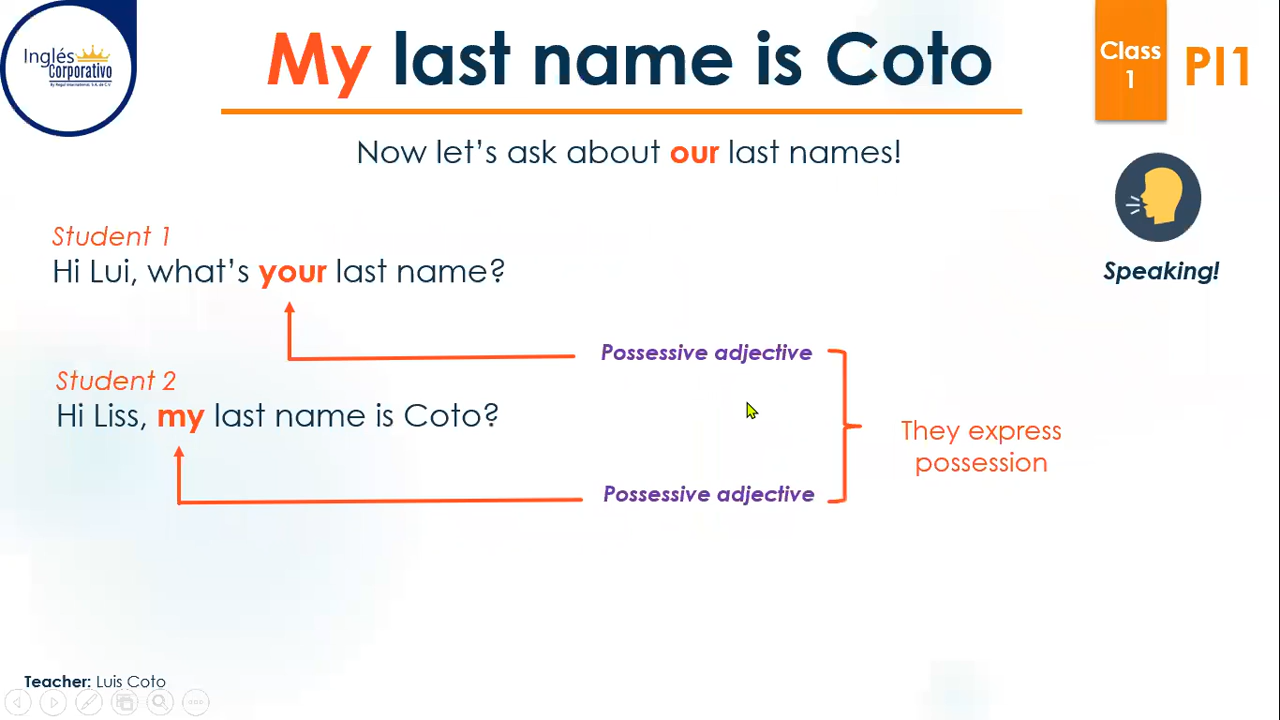 Inglés
Corporativo
My last name is Coto
Class
1
PI1
Now let's ask about our last names!
Speaking!
Student 1
Hi Lui, what's your last name?
Possessive adjective
Student 2
Hi Liss, my last name is Coto?
They express
possession
Possessive adjective
Teacher: Luis Coto